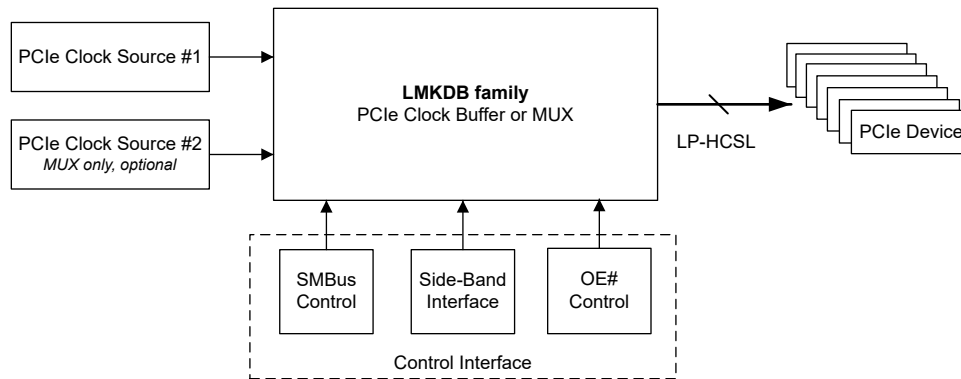 PCIe Clock Source #1
LMKDB family
PCIe Clock Buffer or MUX
PCIe Clock Source #2
MUX only, optional
LP-HCSL
PCIe Device
SMBus
Control
Side-Band
Interface
OE#
Control
Control Interface